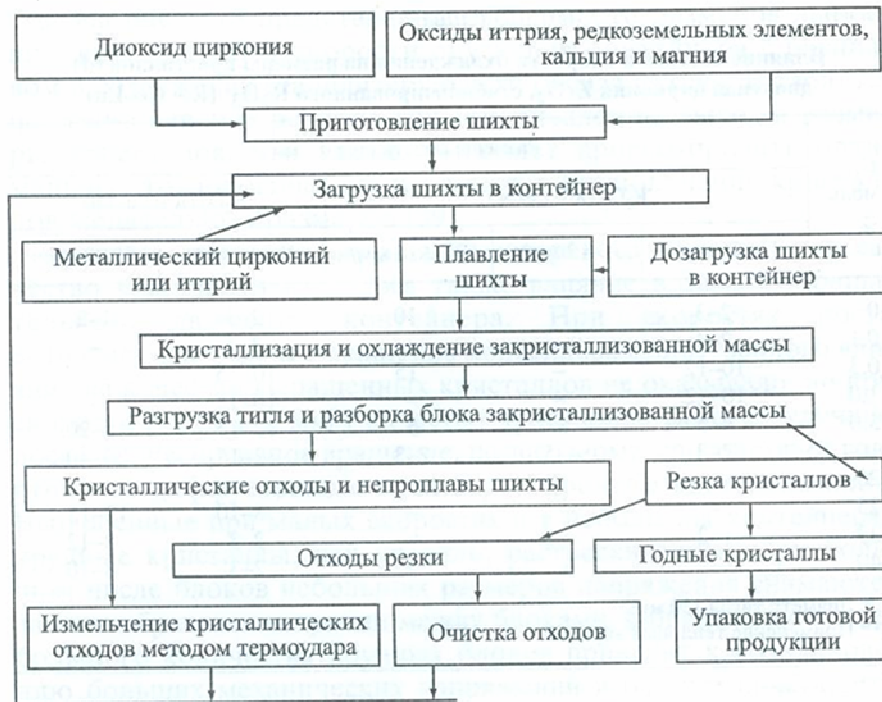 Диоксид циркония
Оксиды иттрия, редкоземельных элементов,
кальция и магния
Приготовление шихты
Загрузка шихты в контейнер
Металлический цирконий
или иттрий
Плавление
шихты
Дозагрузка шихты
в контейнер
Кристаллизация и охлаждение закристаллизованной массы
Разгрузка тигля и разборка блока закристаллизованной массы
Кристаллические отходы и непроплавы шихты
Резка кристаллов
Отходы резки
Годные кристаллы
Измельчение кристаллических
отходов методом термоудара
Очистка отходов
Упаковка готовой
продукции